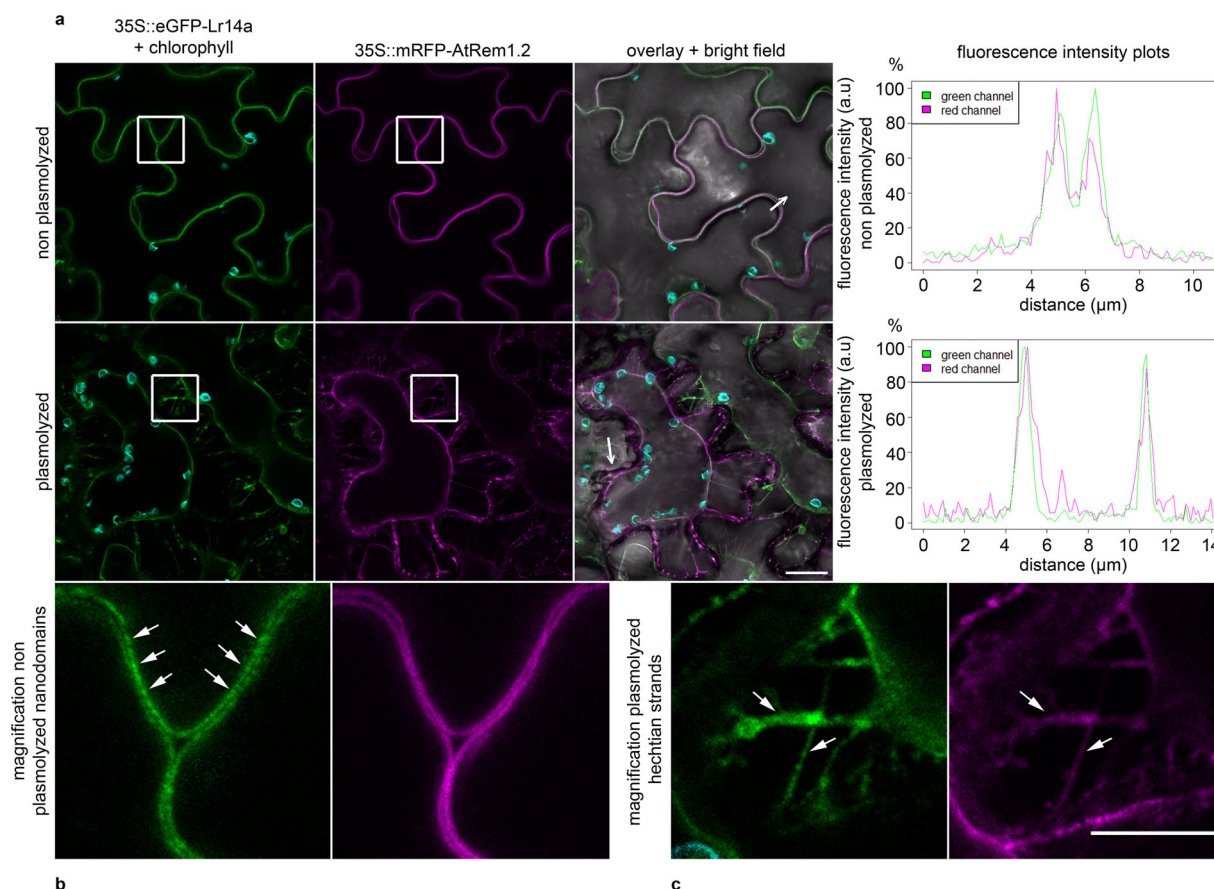 a
35S::eGFP-Lr14a
+ chlorophyll
35S::mRFP-AtRem1.2
overlay + bright field
fluorescence intensity plots
non plasmolyzed
fluorescence intensity (a.u)
non plasmolyzed
%
100
80
60
40
20
0
green channel
red channel
0 2 4 6 8 10
distance (µm)
plasmolyzed
fluorescence intensity (a.u)
plasmolyzed
%
100
80
60
40
20
0
green channel
red channel
0 2 4 6 8 10 12 14
distance (µm)
magnification non
plasmolyzed nanodomains
magnification plasmolyzed
hechtian strands
b
c